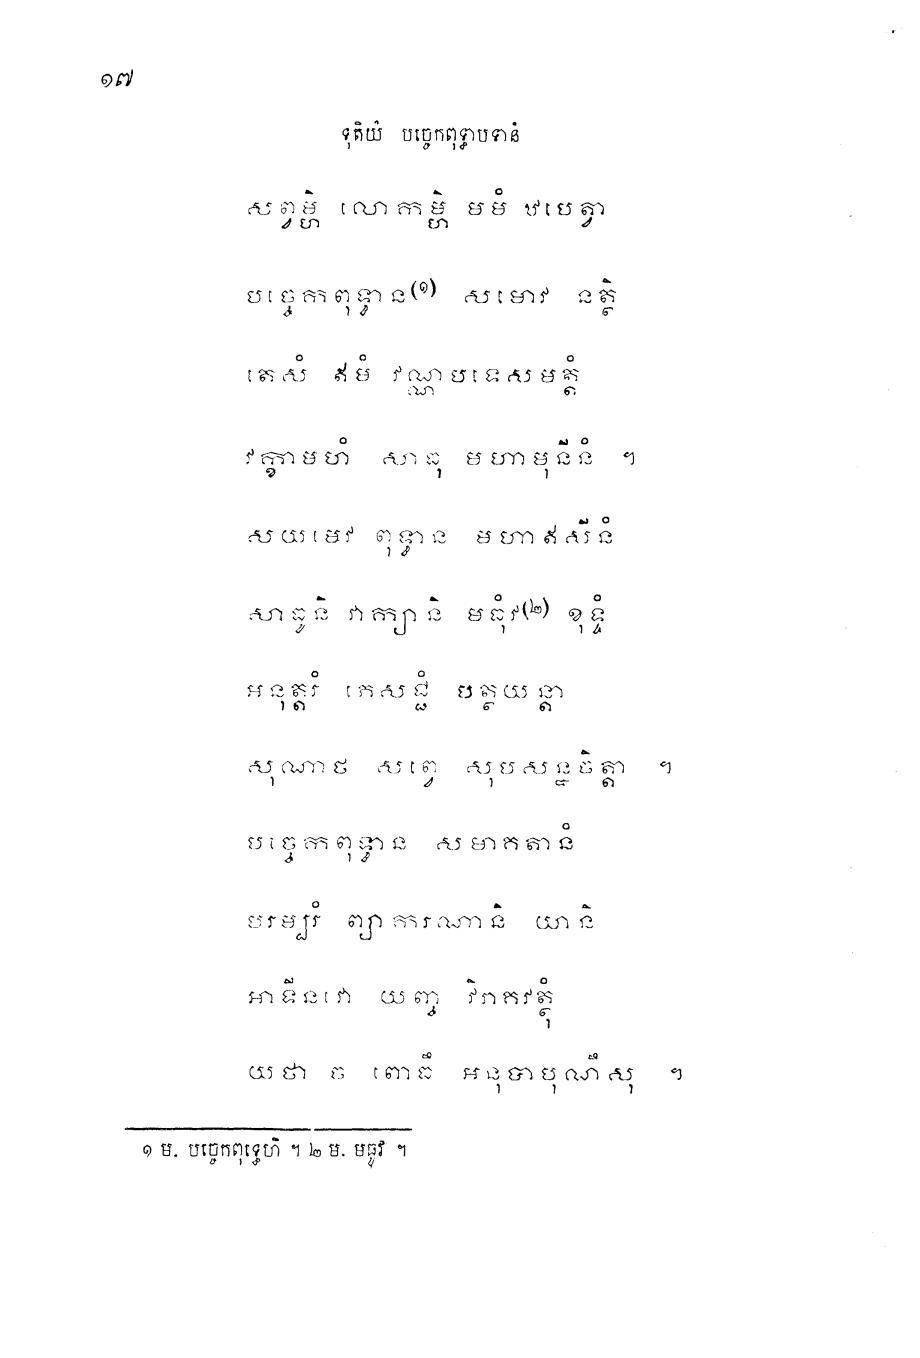 ១៧
ទុតិយំ បច្ចេកពុទ្ធាបទានំ
សព្វម្ហិ លោកម្ហិ មមំ ឋបេត្វា
បច្ចេកពុទ្ធាន(១) សមោវ នត្ថិ
តេសំ ឥមំ វណ្ណបទេសមត្តំ
វក្ខាមហំ សាធុ មហាមុនីនំ ។
សយមេវ ពុទ្ធាន មហាឥសីនំ
សាធូនិ វាក្យានិ មធុំវ(២) ខុទ្ទំ
អនុត្តរំ ភេសជ្ជំ បត្ថយន្តា
សុណាថ សព្វេ សុបសន្នចិត្តា ។
បច្ចេកពុទ្ធាន សមាគតានំ
បរម្បរំ ព្យាករណានិ យានិ
អាទីនវោ យញ្ច វិរាគវត្ថុំ
យថា ច ពោធឹ អនុបាបុណឹសុ ។
១ ម. បច្ចេកពុទ្ធេហិ ។ ២ ម. មធូវ ។